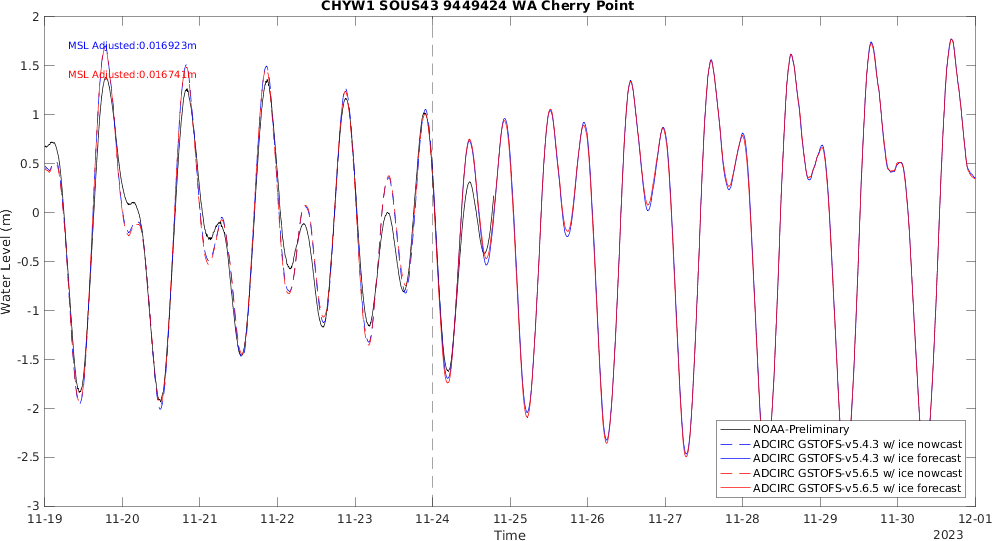 CHYW1 SOUS43 9449424 WA Cherry Point
MSL Adjusted:0.016923m
MSL Adjusted:0.016741m
Water Level (m)
2
1.5
1
0.5
0
-0.5
-1
-1.5
-2
-2.5
-3
NOAA-Preliminary
ADCIRC GSTOFS-v5.4.3 w/ ice nowcast
ADCIRC GSTOFS-v5.4.3 w/ ice forecast
ADCIRC GSTOFS-v5.6.5 w/ ice nowcast
ADCIRC GSTOFS-v5.6.5 w/ ice forecast
11-19 11-20 11-21 11-22 11-23 11-24 11-25 11-26 11-27 11-28 11-29 11-30 12-01
Time
2023